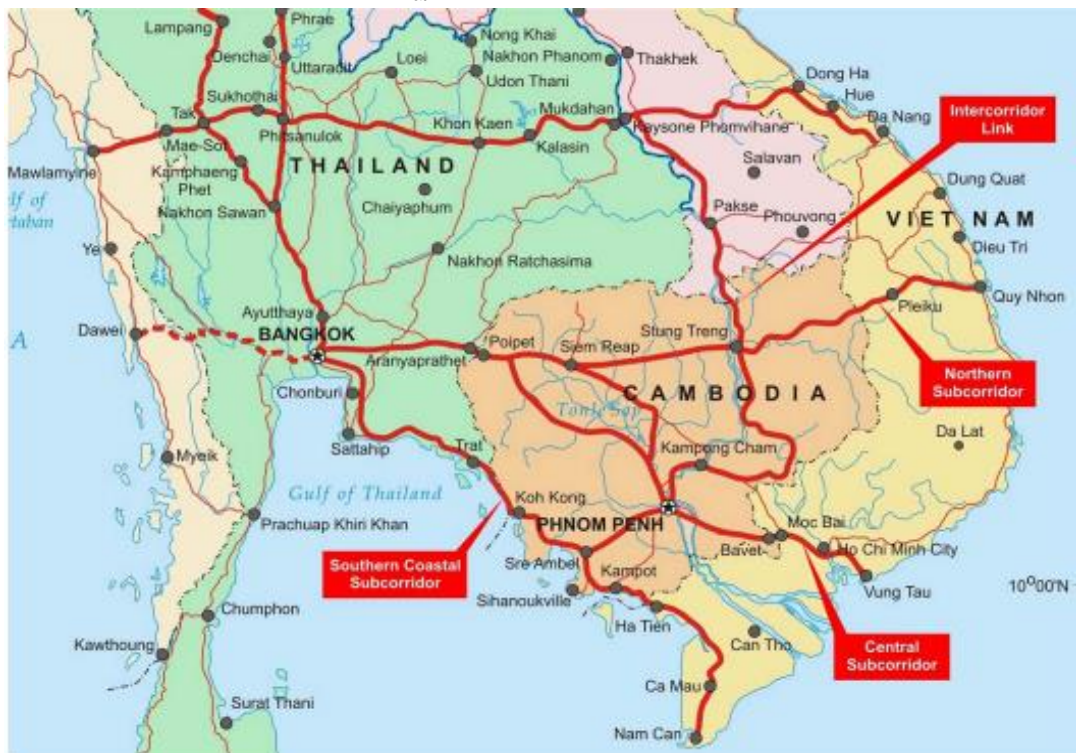 Lampang
Phrae
Denchai
Uttaradit
Loei
Nong Khai
Nakhon Phanom
Udon Thani
Thakhek
Dong Ha
Hue
Da Nang
Intercorridor
Link
Sukhothai
Tak
Phitsanulok
Khon Kaen
Mukdahan
Kaysone Phomvihane
Kalasin
Mae-Sot
Mawlamyine
THAILAND
Kamphaeng
Phet
Salavan
Chaiyaphum
Nakhon Sawan
Dung Quat
Pakse
Phouvong
VIET NAM
Dieu Tri
Ye
Nakhon Ratchasima
Quy Nhon
Pleiku
Ayutthaya
BANGKOK
Dawei
A
Aranyaprathet
Poipet
Siem Reap
Stung Treng
Northern
Subcorridor
Chonburi
CAMBODIA
Tonle Sap
Sattahip
Trat
Kampong Cham
Da Lat
Myeik
Gulf of Thailand
Prachuap Khiri Khan
Koh Kong
PHNOM PENH
Moc Bai
Bavet
Ho Chi Minh City
Southern Coastal
Subcorridor
Sre Ambel
Kampot
Sihanoukville
Vung Tau
10°00'N
Chumphon
Ha Tien
Can Tho
Central
Subcorridor
Kawthoung
Ca Mau
Surat Thani
Nam Can